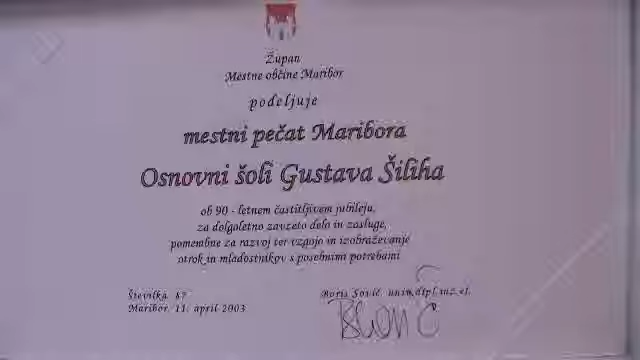 Župan
Mestne občine Maribor
podeljuje
mestni pečat Maribora
Osnovni šoli Gustava Šiliha
ob 90 - letnem častitljivem jubileju,
za dolgoletno zavzeto delo in zasluge,
pomembne za razvoj ter vzgojo in izobraževanje
otrok in mladostnikov s posebnimi potrebami
Številka 87
Maribor, 11. april 2003
Boris Sovič, univ.dipl.inž.el.